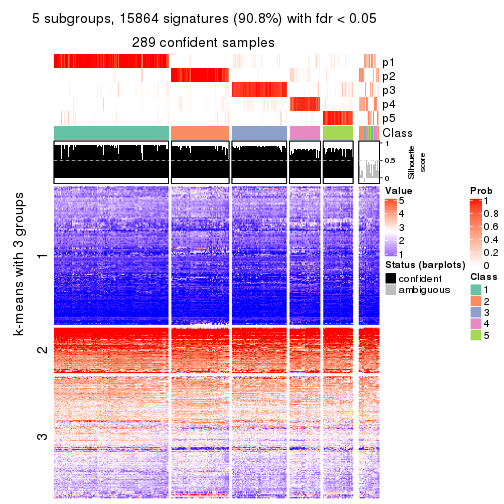 5 subgroups, 15864 signatures (90.8%) with fdr < 0.05
289 confident samples
p1
p2
p3
p4
p5
Class
1
0.5
0
Silhouette
score
k-means with 3 groups
1
2
3
Value
5
4
3
2
1
Status (barplots)
confident
ambiguous
Prob
1
0.8
0.6
0.4
0.2
0
Class
1
2
3
4
5